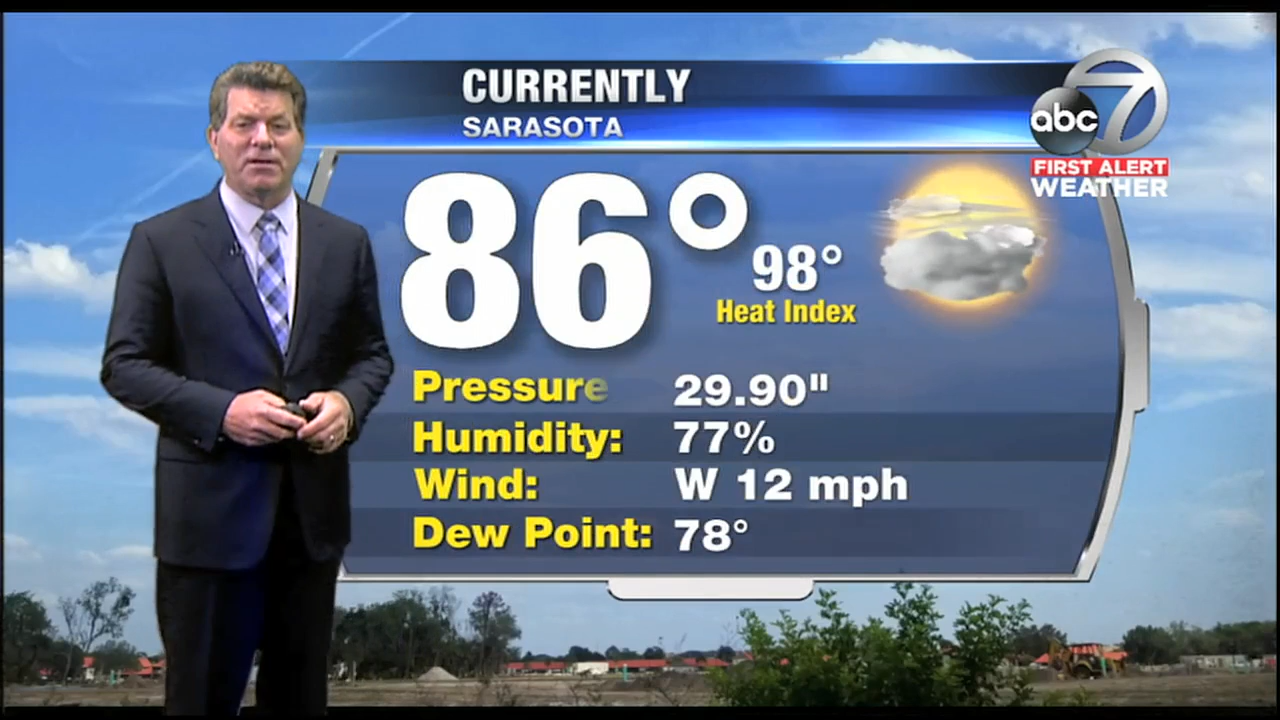 CURRENTLY
SARASOTA
abc 7
FIRST ALERT
WEATHER
86°
98°
Heat Index
Pressure 29.90"
Humidity: 77%
Wind: W 12 mph
Dew Point: 78°